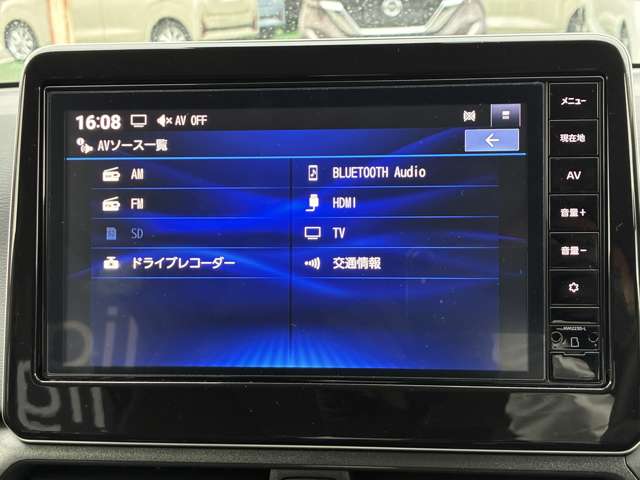 16:08 AV OFF
AVソース一覧
AM
FM
SD
ドライブレコーダー
BLUETOOTH Audio
HDMI
TV
交通情報
メニュー
現在地
AV
音量+
音量-